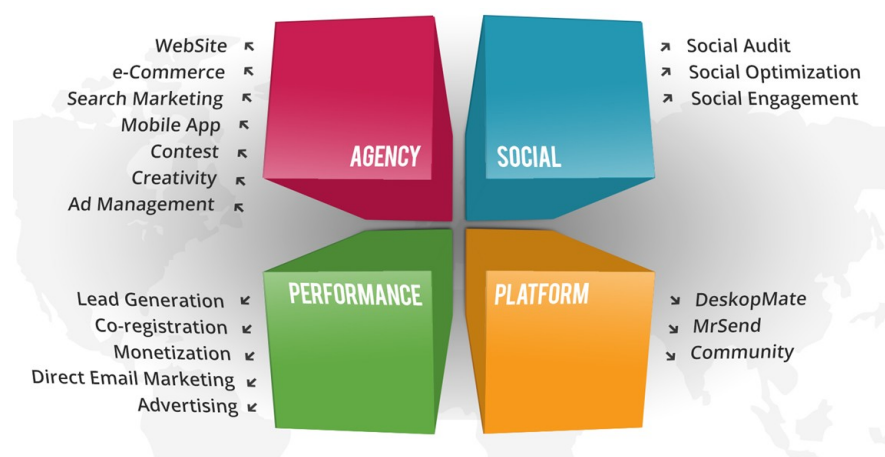 WebSite
e-Commerce
Search Marketing
Mobile App
Contest
Creativity
Ad Management
AGENCY
SOCIAL
Social Audit
Social Optimization
Social Engagement
Lead Generation
Co-registration
Monetization
Direct Email Marketing
Advertising
PERFORMANCE
PLATFORM
DeskopMate
MrSend
Community